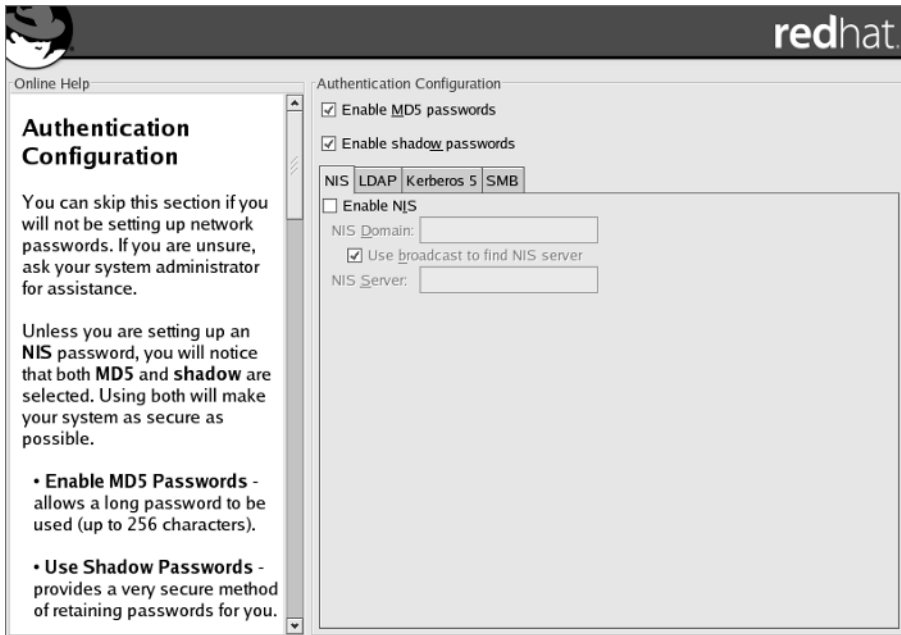 redhat.
Online Help
Authentication
Configuration
You can skip this section if you
will not be setting up network
passwords. If you are unsure,
ask your system administrator
for assistance.
Unless you are setting up an
NIS password, you will notice
that both MD5 and shadow are
selected. Using both will make
your system as secure as
possible.
• Enable MD5 Passwords -
allows a long password to be
used (up to 256 characters).
• Use Shadow Passwords -
provides a very secure method
of retaining passwords for you.
Authentication Configuration
Enable MD5 passwords
Enable shadow passwords
NIS LDAP Kerberos 5 SMB
Enable NIS
NIS Domain:
Use broadcast to find NIS server
NIS Server: